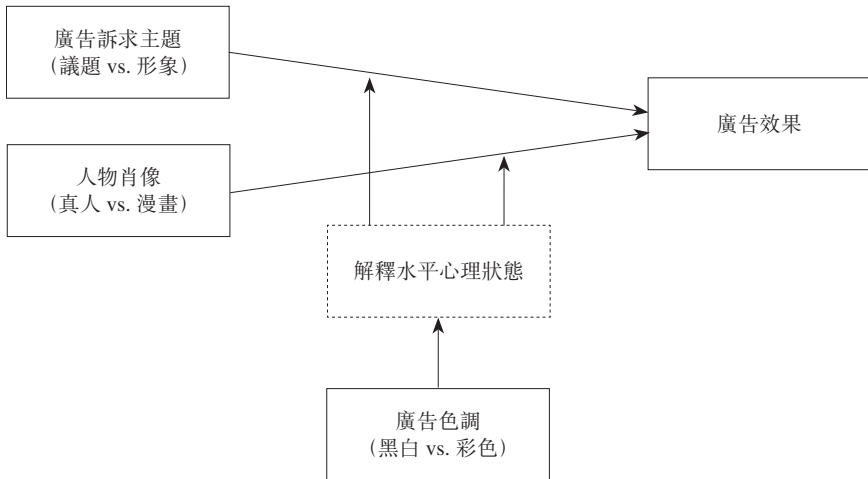 廣告訴求主題
（議題 vs. 形象）
廣告效果
人物肖像
（真人 vs. 漫畫）
解釋水平心理狀態
廣告色調
（黑白 vs. 彩色）